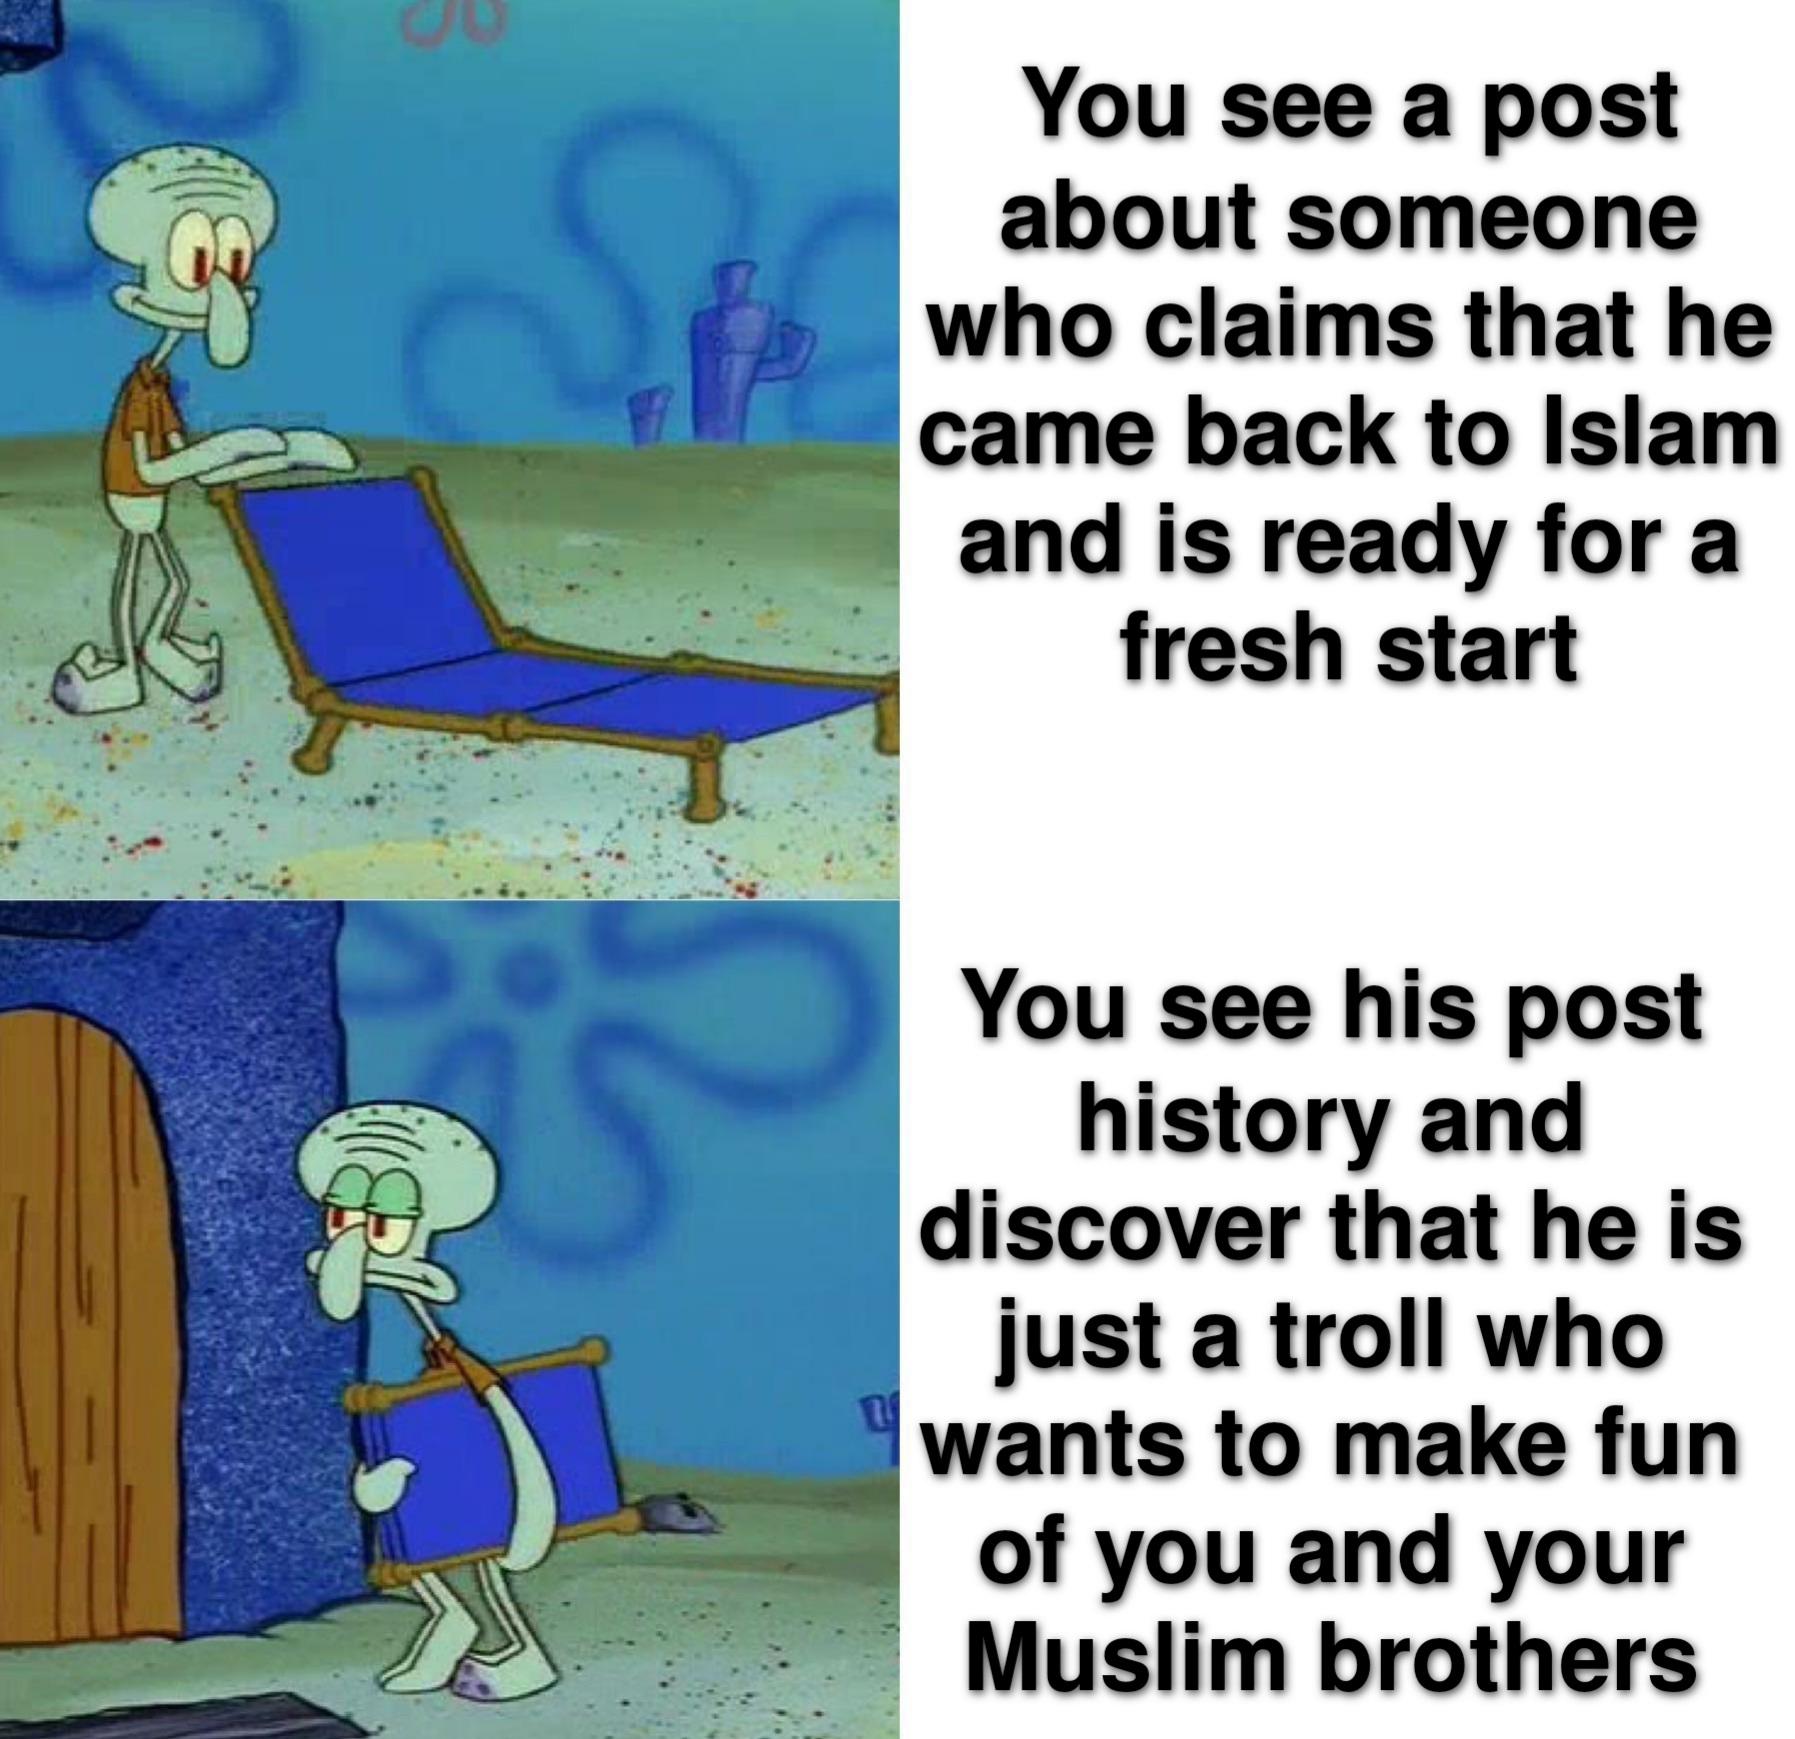 You see a post
about someone
who claims that he
came back to Islam
and is ready for a
fresh start
You see his post
history and
discover that he is
just a troll who
wants to make fun
of you and your
Muslim brothers